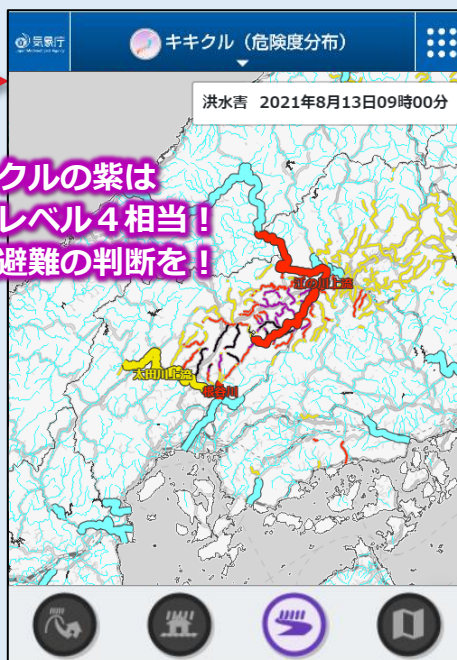 気象庁
Japan Meteorological Agency
キキクル（危険度分布）
洪水害 2021年8月13日09時00分
クルの紫は
レベル４相当！
避難の判断を！
江の川上流
太田川上流
根谷川